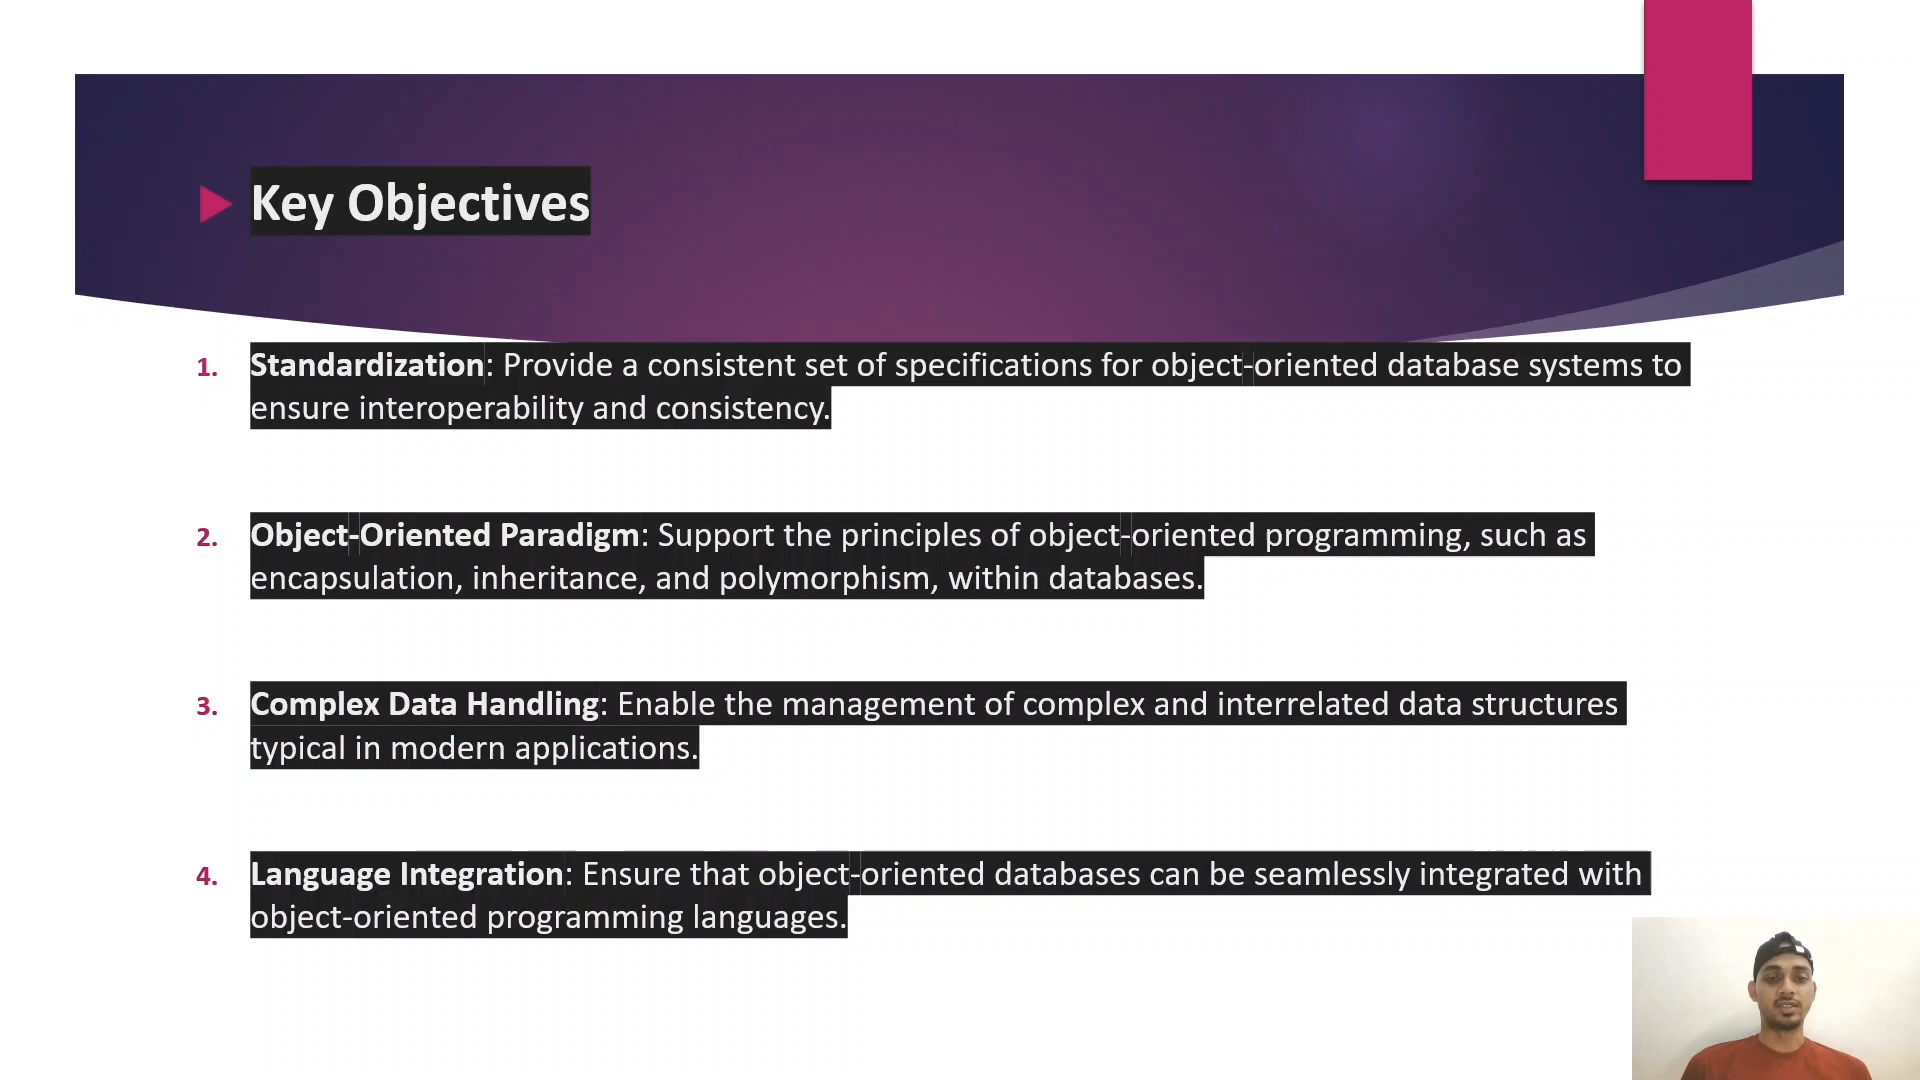 Key Objectives
1. Standardization: Provide a consistent set of specifications for object-oriented database systems to
ensure interoperability and consistency.
2. Object-Oriented Paradigm: Support the principles of object-oriented programming, such as
encapsulation, inheritance, and polymorphism, within databases.
3. Complex Data Handling: Enable the management of complex and interrelated data structures
typical in modern applications.
4. Language Integration: Ensure that object-oriented databases can be seamlessly integrated with
object-oriented programming languages.